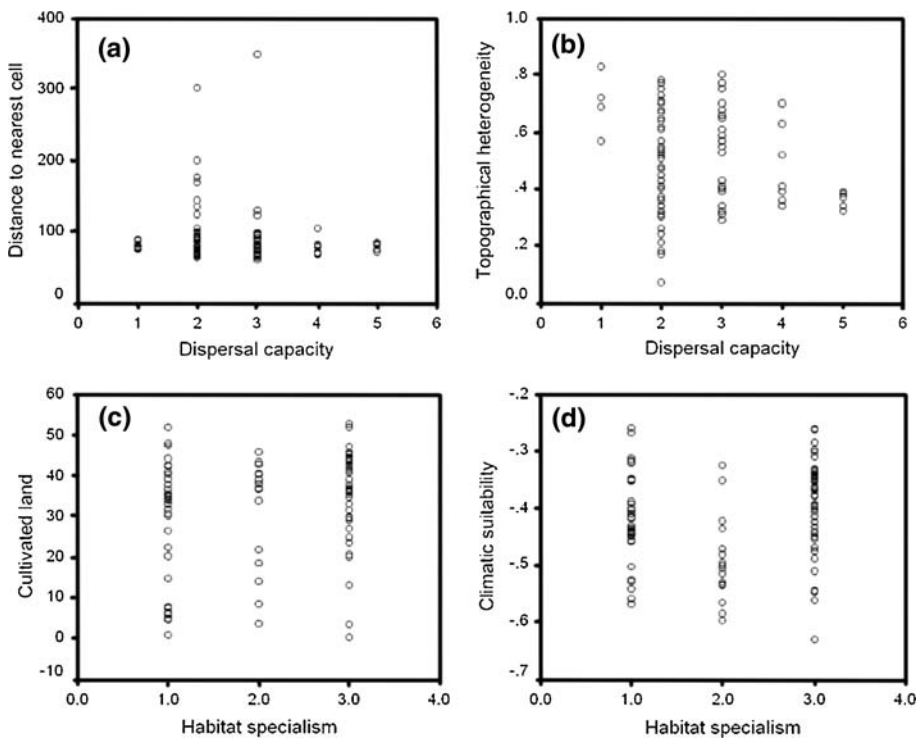 (a)
Distance to nearest cell
400
300
200
100
0
0 1 2 3 4 5 6
Dispersal capacity
(b)
Topographical heterogeneity
1.0
.8
.6
.4
.2
0.0
0 1 2 3 4 5 6
Dispersal capacity
(c)
Cultivated land
60
50
40
30
20
10
0
-10
0.0 1.0 2.0 3.0 4.0
Habitat specialism
(d)
Climatic suitability
-.2
-.3
-.4
-.5
-.6
-.7
0.0 1.0 2.0 3.0 4.0
Habitat specialism